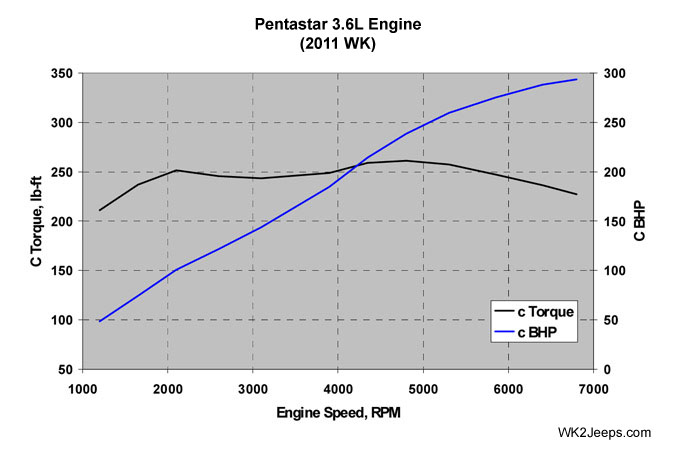 Pentastar 3.6L Engine
(2011 WK)
C Torque, lb-ft
350
300
250
200
150
100
50
300
250
200
150
100
50
0
C BHP
c Torque
c BHP
1000 2000 3000 4000 5000 6000 7000
Engine Speed, RPM
WK2Jeeps.com